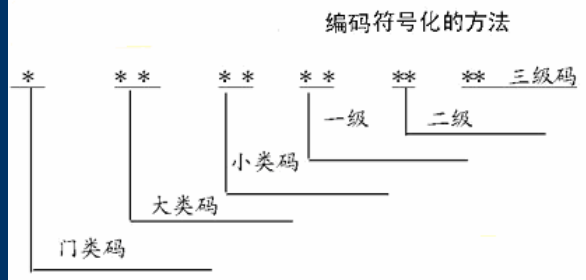 编码符号化的方法
* ** ** ** ** ** 三级码
一级 二级
小类码
大类码
门类码